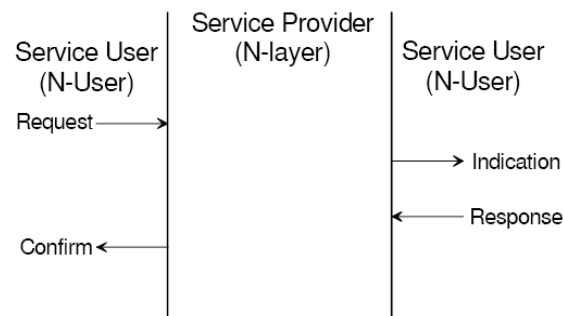 Service Provider
(N-layer)
Service User
(N-User)
Service User
(N-User)
Request
Indication
Response
Confirm